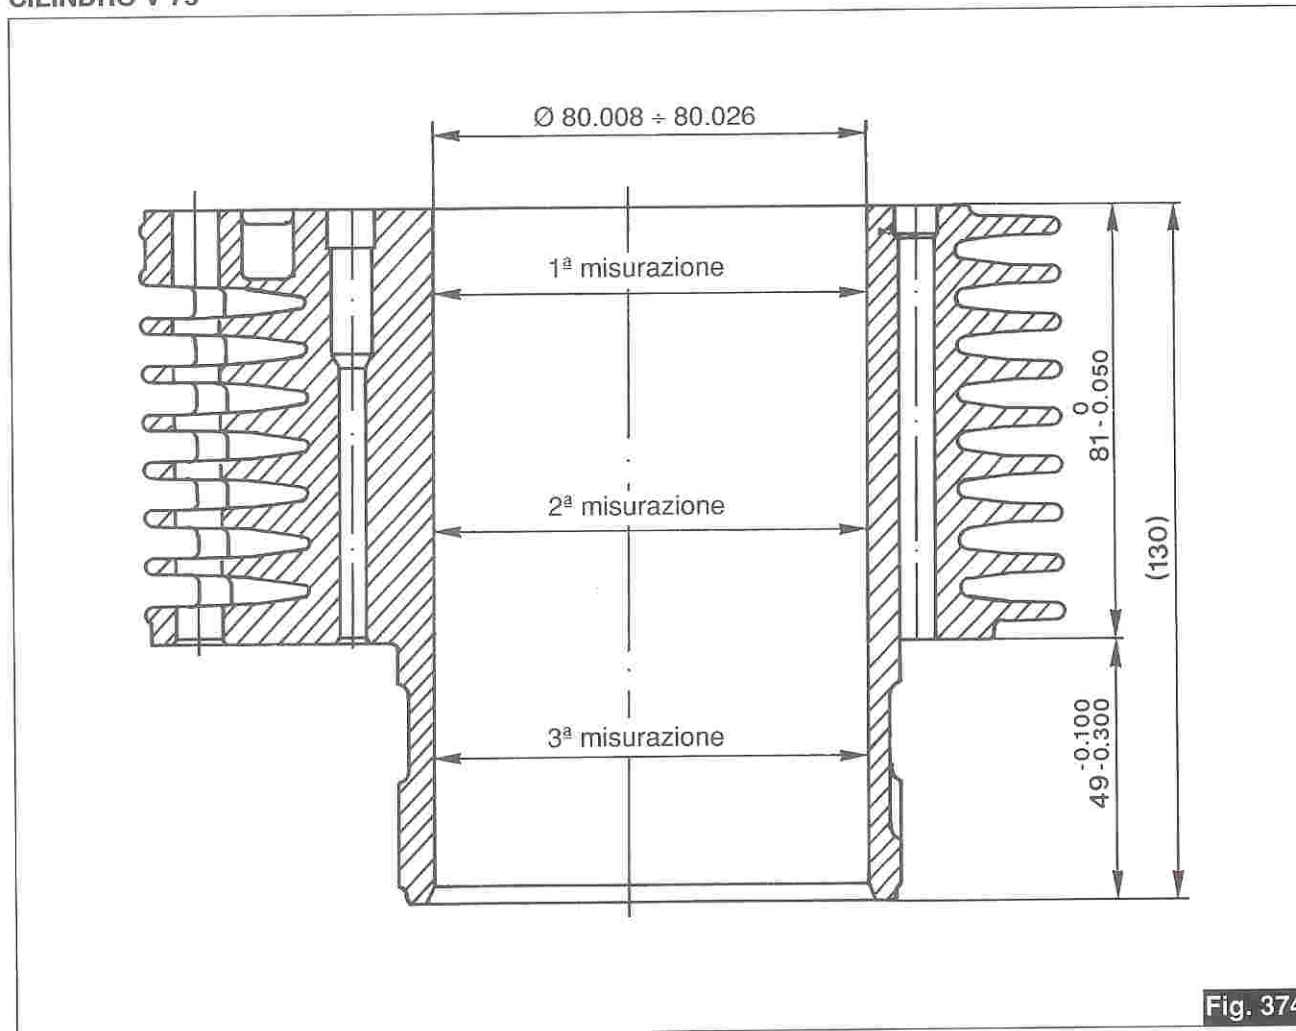 Ø 80.008 ÷ 80.026
1ª misurazione
2ª misurazione
3ª misurazione
81 - 0 0.050
49 -0.100 -0.300
(130)
Fig. 374